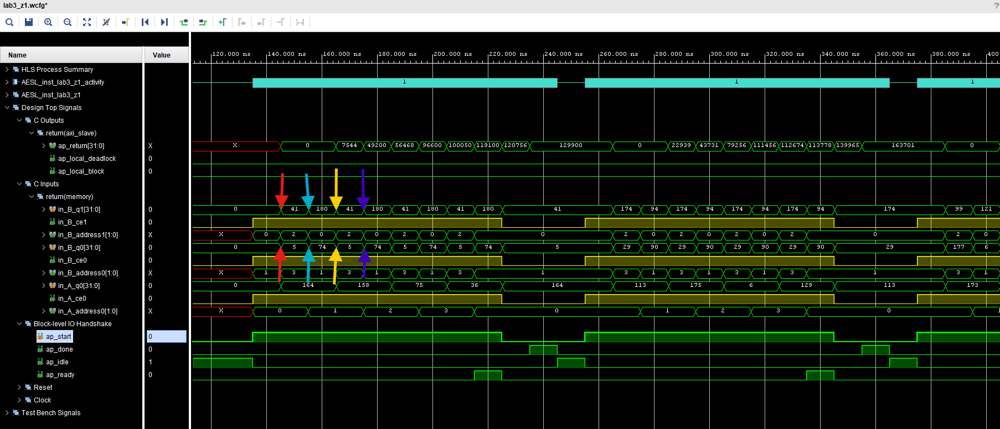 lab3_z1.wcfg*
?
Name Value
120.000 ns 140.000 ns 160.000 ns 180.000 ns 200.000 ns 220.000 ns 240.000 ns 260.000 ns 280.000 ns 300.000 ns 320.000 ns 340.000 ns 360.000 ns 380.000 ns 400
HLS Process Summary
AESL_inst_lab3_z1_activity 1 1 1
AESL_inst_lab3_z1
Design Top Signals
C Outputs
return(axi_slave)
ap_return[31:0] X X 0 7544 49200 56468 96600 100050 119100 120756 129900 0 22939 43731 79256 111456 112674 113778 139965 163701 0
ap_local_deadlock 0
ap_local_block 0
C Inputs
return(memory)
in_B_q1[31:0] 0 0 41 180 41 180 41 180 41 180 41 174 94 174 94 174 94 174 94 174 99 121
in_B_ce1 0
in_B_address1[1:0] X X 0 2 0 2 0 2 0 2 0 2 0 2 0 2 0 2 0 2 0
in_B_q0[31:0] 0 0 5 74 5 74 5 74 5 74 5 29 90 29 90 29 90 29 90 29 177 6
in_B_ce0 0
in_B_address0[1:0] X X 1 3 1 3 1 3 1 3 1 3 1 3 1 3 1 3 1 3 1
in_A_q0[31:0] 0 0 164 158 75 36 164 113 175 6 129 113 173
in_A_ce0 0
in_A_address0[1:0] X X 0 1 2 3 0 1 2 3 0 1
Block-level IO Handshake
ap_start 0
ap_done 0
ap_idle 1
ap_ready 0
Reset
Clock
Test Bench Signals